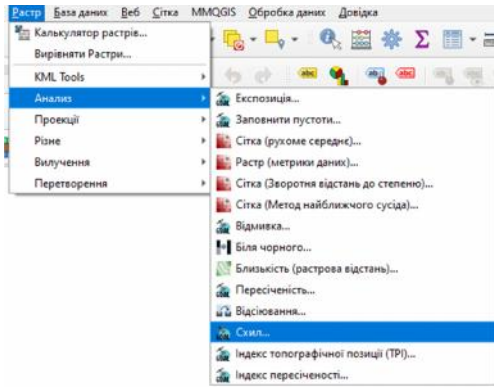 Растр База даних Веб Сітка MMQGIS Обробка даних Довідка
Калькулятор растрів...
Вирівняти Растри...
KML Tools
Анализ
Проекції
Різне
Вилучення
Перетворення
Експозиція...
Заповнити пустоти...
Сітка (рухоме середнє)...
Растр (метрики даних)...
Сітка (Зворотня відстань до степеню)...
Сітка (Метод найближчого сусіда)...
Відмивка...
Біля чорного...
Близькість (растрова відстань)...
Пересіченість...
Відсіювання...
Схил...
Індекс топографічної позиції (TPI)...
Індекс пересіченості...